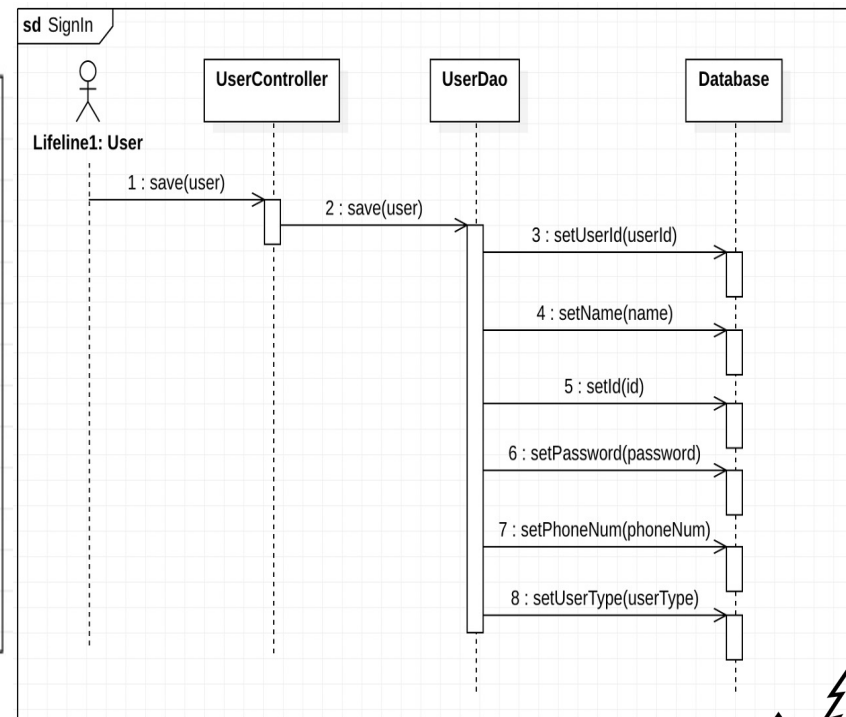 sd SignIn
UserController
UserDao
Database
Lifeline1: User
1 : save(user)
2 : save(user)
3 : setUserId(userId)
4 : setName(name)
5 : setId(id)
6 : setPassword(password)
7 : setPhoneNum(phoneNum)
8 : setUserType(userType)